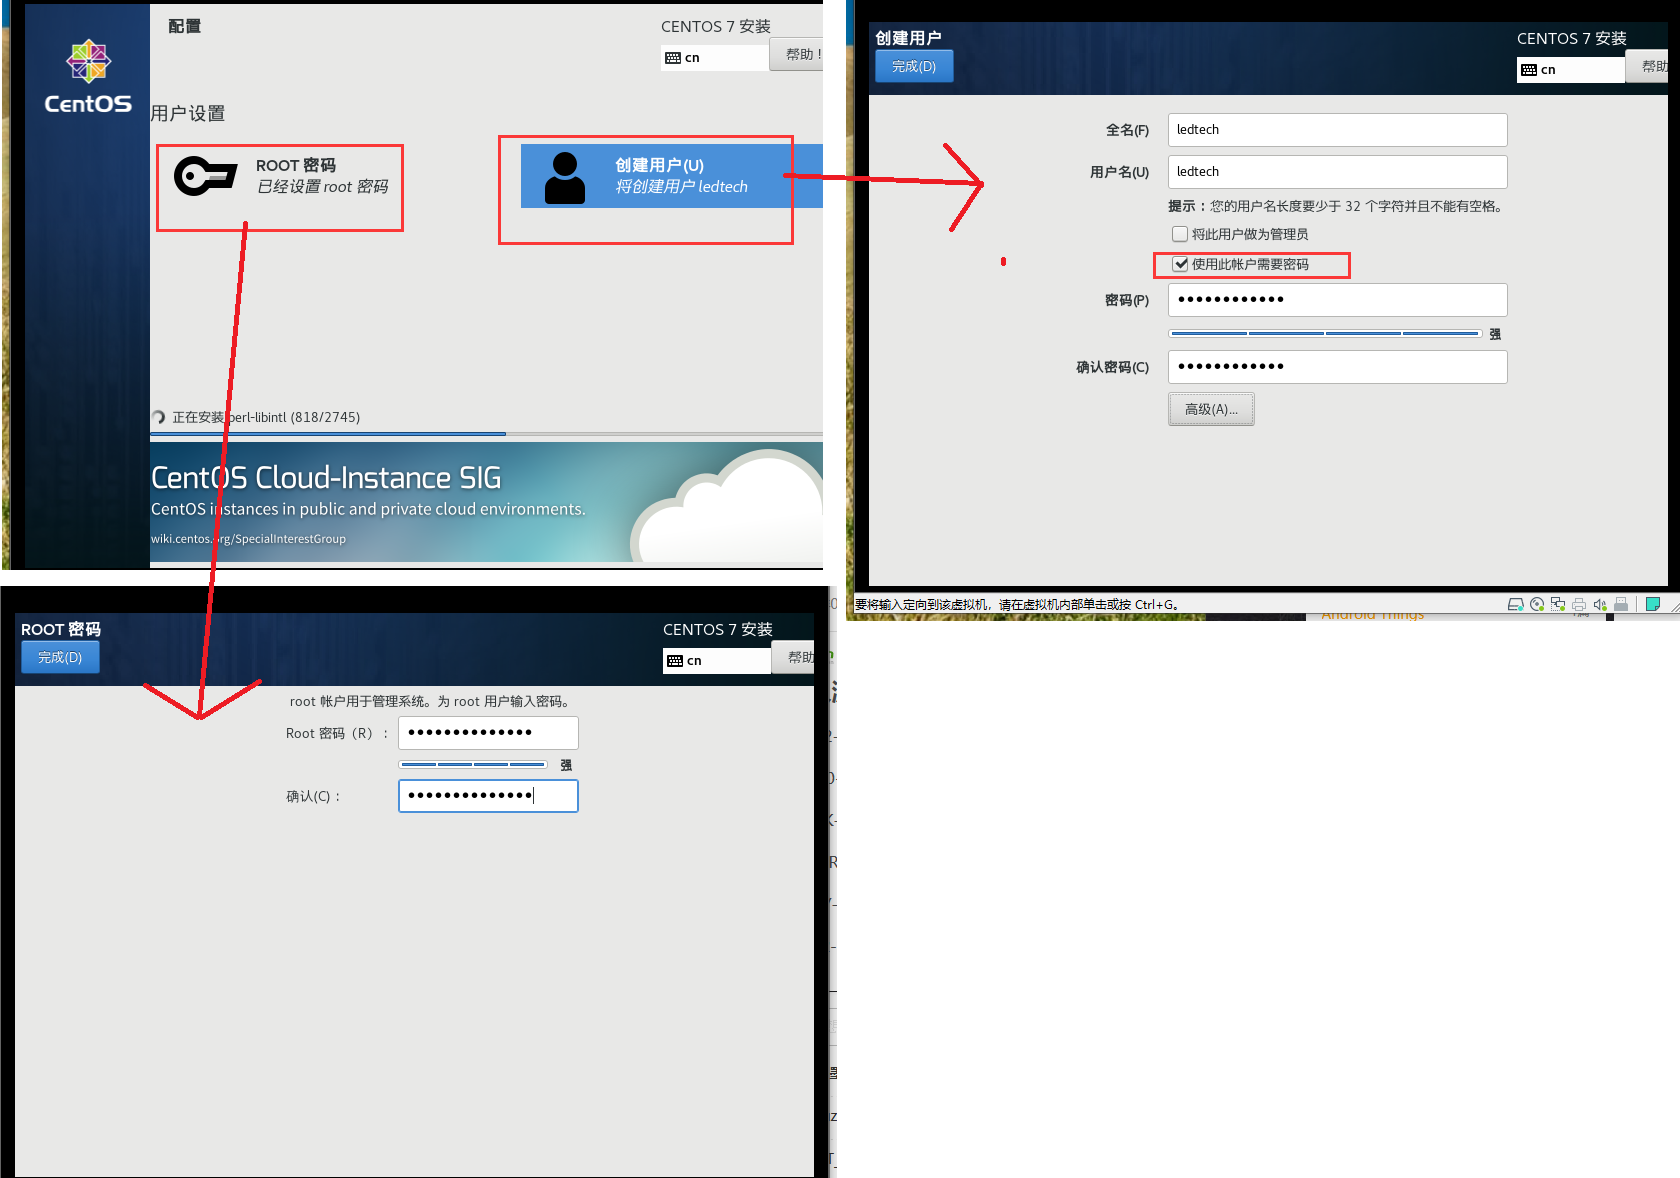 配置
CENTOS 7 安装
cn
帮助！
CentOS
用户设置
ROOT 密码
已经设置 root 密码
创建用户(U)
将创建用户 ledtech
正在安装 perl-libintl (818/2745)
CentOS Cloud-Instance SIG
CentOS instances in public and private cloud environments.
wiki.centos.org/SpecialInterestGroup
创建用户
CENTOS 7 安装
完成(D)
cn
帮助
全名(F)
ledtech
用户名(U)
ledtech
提示：您的用户名长度要少于 32 个字符并且不能有空格。
将此用户做为管理员
使用此帐户需要密码
密码(P)
●●●●●●●●●●●●
强
确认密码(C)
●●●●●●●●●●●●
高级(A)...
要将输入定向到该虚拟机，请在虚拟机内部单击或按 Ctrl+G。
Android Things
ROOT 密码
CENTOS 7 安装
完成(D)
cn
帮助
root 帐户用于管理系统。为 root 用户输入密码。
Root 密码（R）：
●●●●●●●●●●●●●●
强
确认(C)：
●●●●●●●●●●●●●●